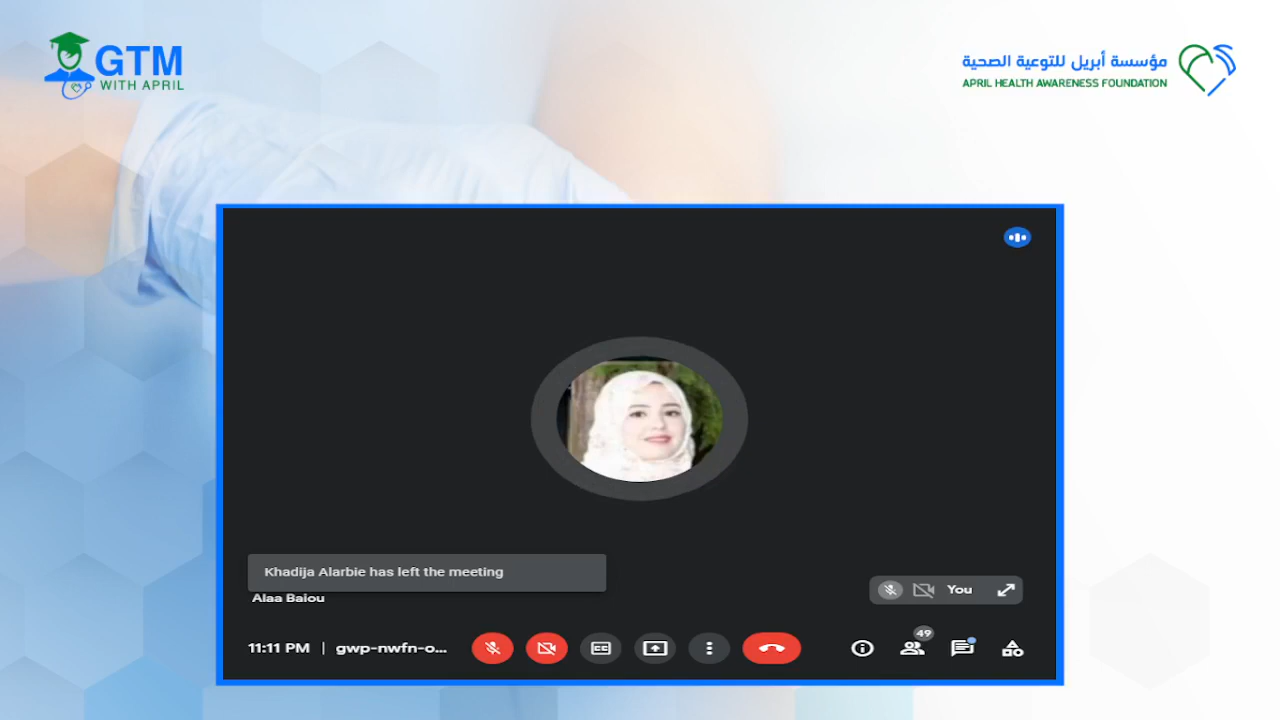 GTM
WITH APRIL
مؤسسة أبريل للتوعية الصحية
APRIL HEALTH AWARENESS FOUNDATION
Khadija Alarbie has left the meeting
Alaa Baiou
You
49
11:11 PM | gwp-nwfn-o...
CC